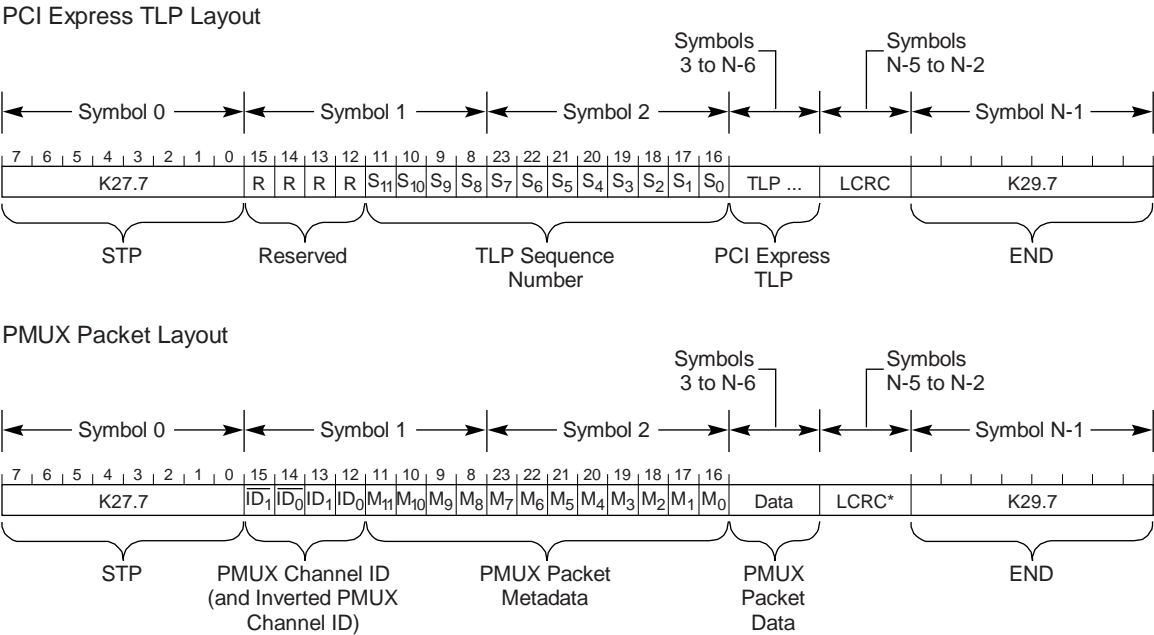 PCI Express TLP Layout
Symbols 3 to N-6
Symbols N-5 to N-2
Symbol 0 Symbol 1 Symbol 2 Symbol N-1
7 6 5 4 3 2 1 0 15 14 13 12 11 10 9 8 23 22 21 20 19 18 17 16
K27.7 R R R R S₁₁ S₁₀ S₉ S₈ S₇ S₆ S₅ S₄ S₃ S₂ S₁ S₀ TLP ... LCRC K29.7
STP Reserved TLP Sequence Number PCI Express TLP END
PMUX Packet Layout
Symbols 3 to N-6
Symbols N-5 to N-2
Symbol 0 Symbol 1 Symbol 2 Symbol N-1
7 6 5 4 3 2 1 0 15 14 13 12 11 10 9 8 23 22 21 20 19 18 17 16
K27.7 I̅D̅₁ I̅D̅₀ ID₁ ID₀ M₁₁ M₁₀ M₉ M₈ M₇ M₆ M₅ M₄ M₃ M₂ M₁ M₀ Data LCRC* K29.7
STP PMUX Channel ID (and Inverted PMUX Channel ID) PMUX Packet Metadata PMUX Packet Data END